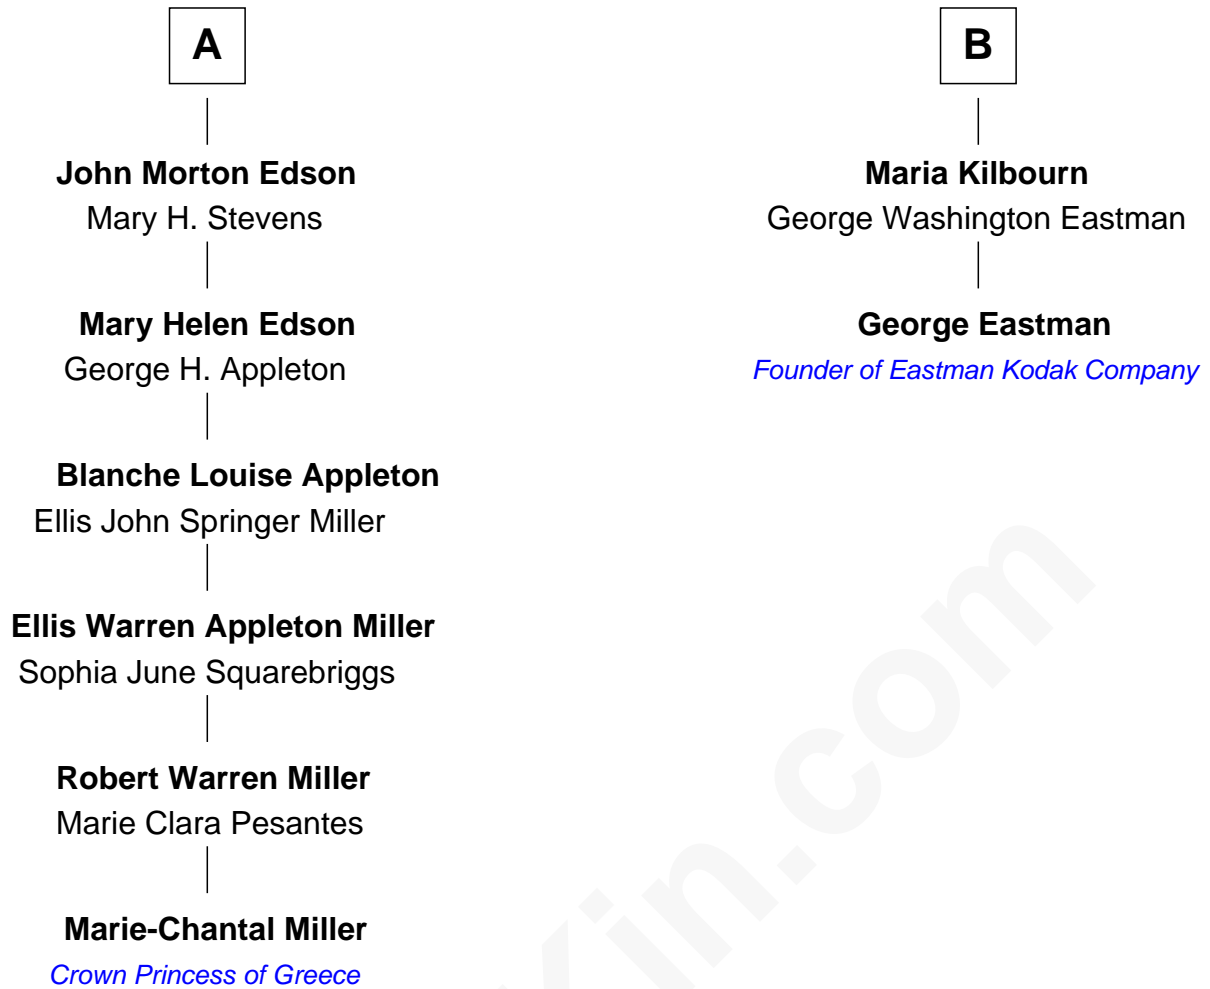 A
John Morton Edson
Mary H. Stevens
Mary Helen Edson
George H. Appleton
Blanche Louise Appleton
Ellis John Springer Miller
Ellis Warren Appleton Miller
Sophia June Squarebriggs
Robert Warren Miller
Marie Clara Pesantes
Marie-Chantal Miller
Crown Princess of Greece
B
Maria Kilbourn
George Washington Eastman
George Eastman
Founder of Eastman Kodak Company
Kin.com